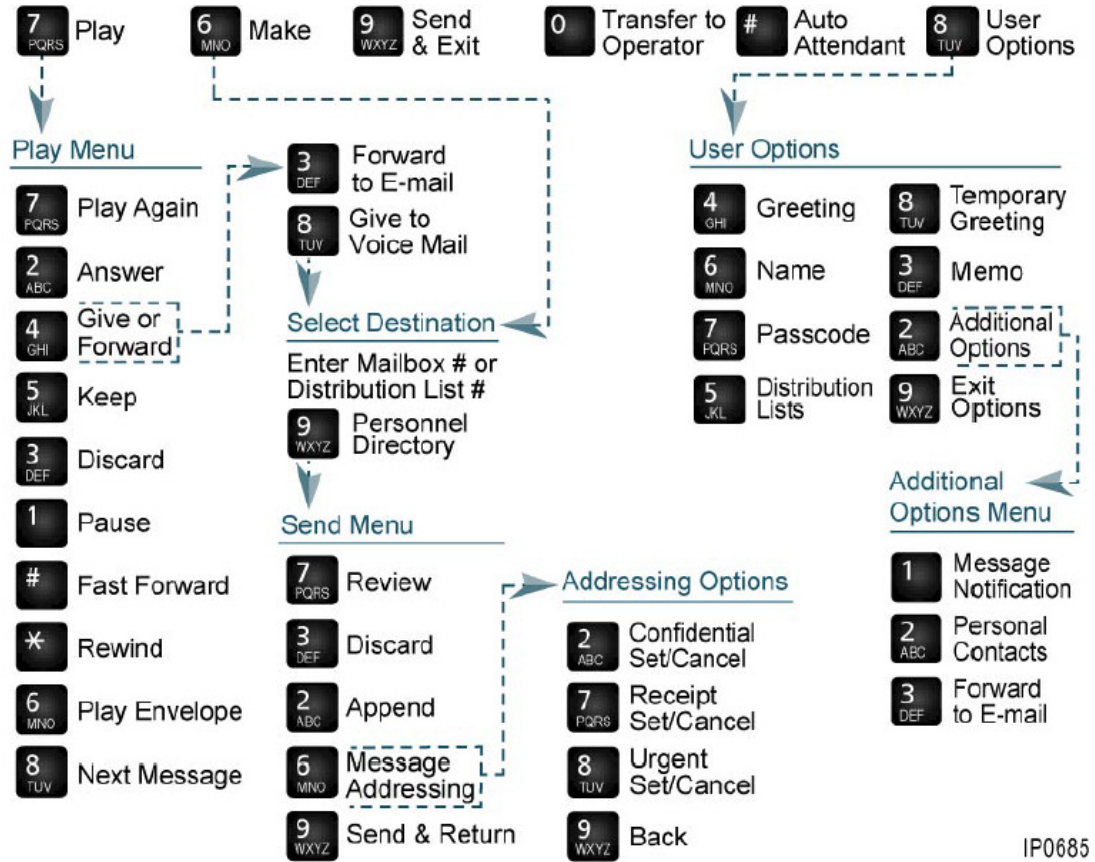 7 PQRS Play
6 MNO Make
9 WXYZ Send & Exit
0 Transfer to Operator
# Auto Attendant
8 TUV User Options
Play Menu
7 PQRS Play Again
2 ABC Answer
4 GHI Give or Forward
5 JKL Keep
3 DEF Discard
1 Pause
# Fast Forward
* Rewind
6 MNO Play Envelope
8 TUV Next Message
3 DEF Forward to E-mail
8 TUV Give to Voice Mail
Select Destination
Enter Mailbox # or
Distribution List #
9 WXYZ Personnel Directory
Send Menu
7 PQRS Review
3 DEF Discard
2 ABC Append
6 MNO Message Addressing
9 WXYZ Send & Return
Addressing Options
2 ABC Confidential Set/Cancel
7 PQRS Receipt Set/Cancel
8 TUV Urgent Set/Cancel
9 WXYZ Back
User Options
4 GHI Greeting
6 MNO Name
7 PQRS Passcode
5 JKL Distribution Lists
8 TUV Temporary Greeting
3 DEF Memo
2 ABC Additional Options
9 WXYZ Exit Options
Additional
Options Menu
1 Message Notification
2 ABC Personal Contacts
3 DEF Forward to E-mail
IP0685